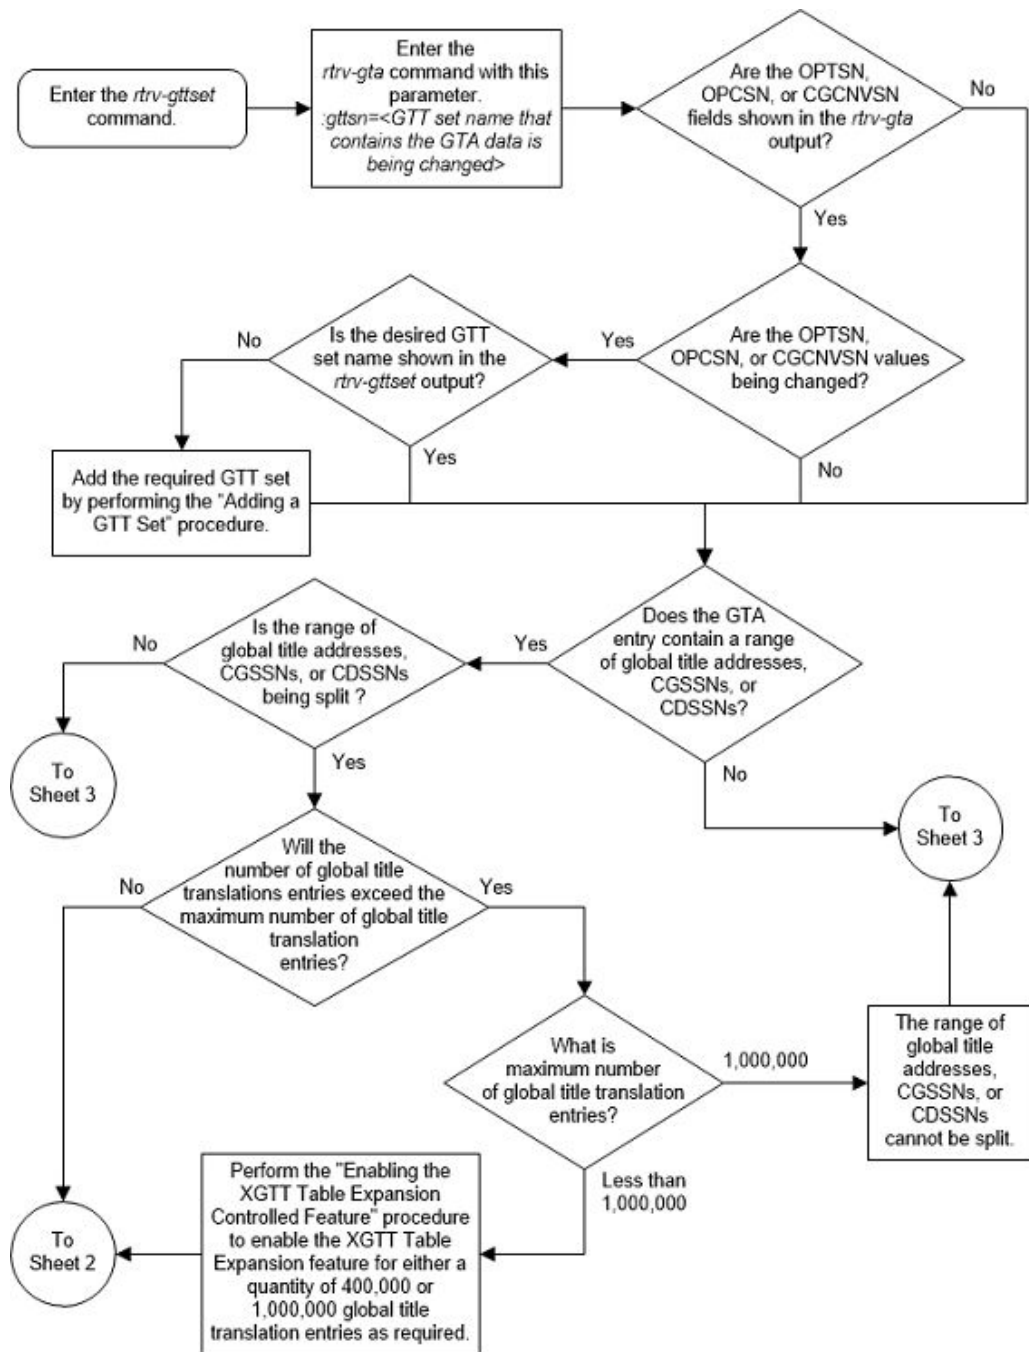 Enter the rtrv-gttset
command.
Enter the
rtrv-gta command with this
parameter.
:gttsn=<GTT set name that
contains the GTA data is
being changed>
Are the OPTSN,
OPCSN, or CGCNVSN
fields shown in the rtrv-gta
output?
No
Yes
Are the OPTSN,
OPCSN, or CGCNVSN values
being changed?
Yes
No
Is the desired GTT
set name shown in the
rtrv-gttset output?
No
Yes
Add the required GTT set
by performing the "Adding a
GTT Set" procedure.
Does the GTA
entry contain a range
of global title addresses,
CGSSNs, or
CDSSNs?
Yes
No
Is the range of
global title addresses,
CGSSNs, or CDSSNs
being split ?
No
Yes
To
Sheet 3
To
Sheet 3
Will the
number of global title
translations entries exceed the
maximum number of global title
translation
entries?
No
Yes
What is
maximum number
of global title translation
entries?
1,000,000
Less than
1,000,000
The range of
global title
addresses,
CGSSNs, or
CDSSNs
cannot be split.
Perform the "Enabling the
XGTT Table Expansion
Controlled Feature" procedure
to enable the XGTT Table
Expansion feature for either a
quantity of 400,000 or
1,000,000 global title
translation entries as required.
To
Sheet 2